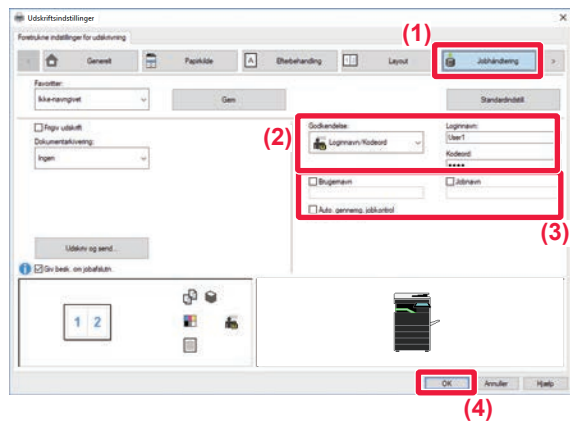 Udskriftsindstillinger
Foretrukne indstillinger for udskrivning
(1)
Generelt
Papirkilde
A
Efterbehandling
Layout
Jobhåndtering
Favoritter:
Ikke-navngivet
Gem
Standardindstill.
Frigiv udskrift
Dokumentarkivering:
Ingen
(2)
Godkendelse:
Loginnavn/Kodeord
Loginnavn:
User1
Kodeord:
••••
Brugernavn
Jobnavn
Auto. gennemg. jobkontrol
(3)
Udskriv og send...
Giv besk. om jobafslutn.
1 2
OK
Annuller
Hjælp
(4)